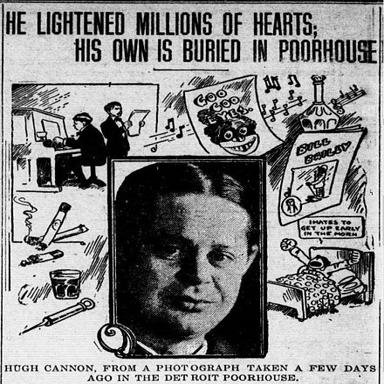 HE LIGHTENED MILLIONS OF HEARTS;
HIS OWN IS BURIED IN POORHOUSE
GOO
GOO
BILL
BAILEY
I HATES TO
GET UP EARLY
IN THE MORN
HUGH CANNON, FROM A PHOTOGRAPH TAKEN A FEW DAYS
AGO IN THE DETROIT POORHOUSE.